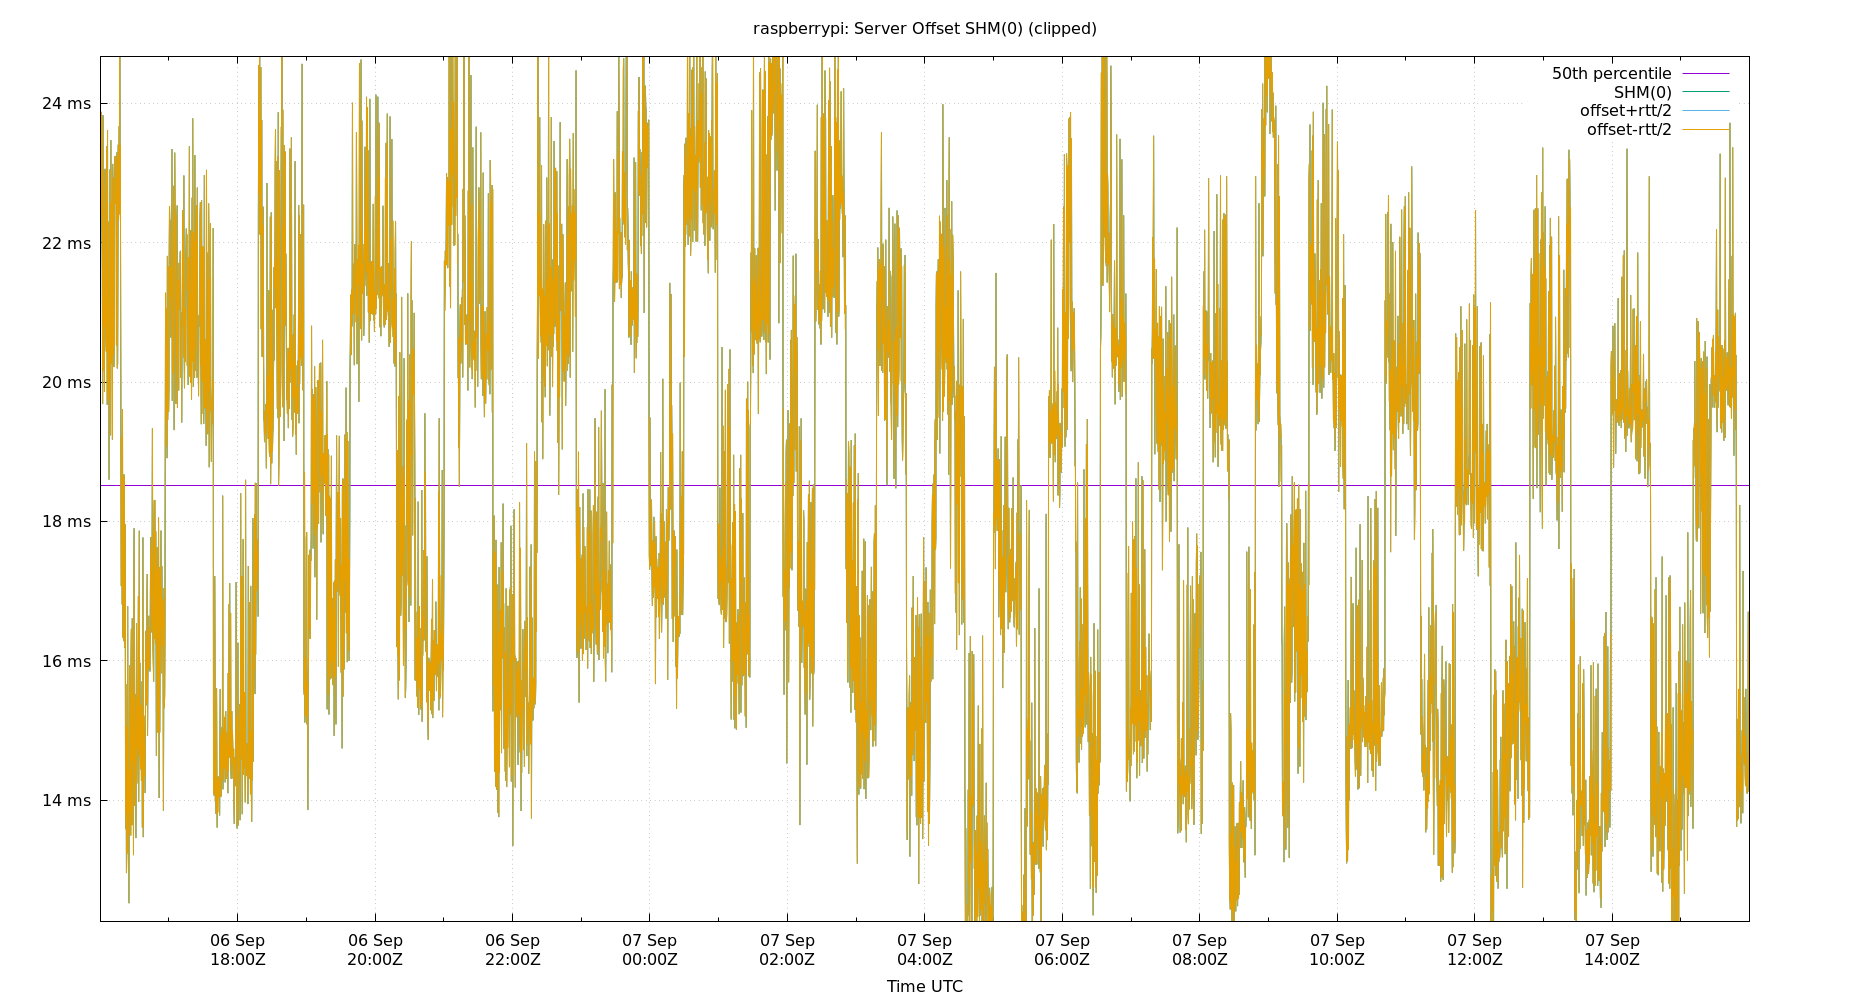 raspberrypi: Server Offset SHM(0) (clipped)
50th percentile
SHM(0)
offset+rtt/2
offset-rtt/2
24 ms
22 ms
20 ms
18 ms
16 ms
14 ms
06 Sep 06 Sep 06 Sep 07 Sep 07 Sep 07 Sep 07 Sep 07 Sep 07 Sep 07 Sep 07 Sep
18:00Z 20:00Z 22:00Z 00:00Z 02:00Z 04:00Z 06:00Z 08:00Z 10:00Z 12:00Z 14:00Z
Time UTC